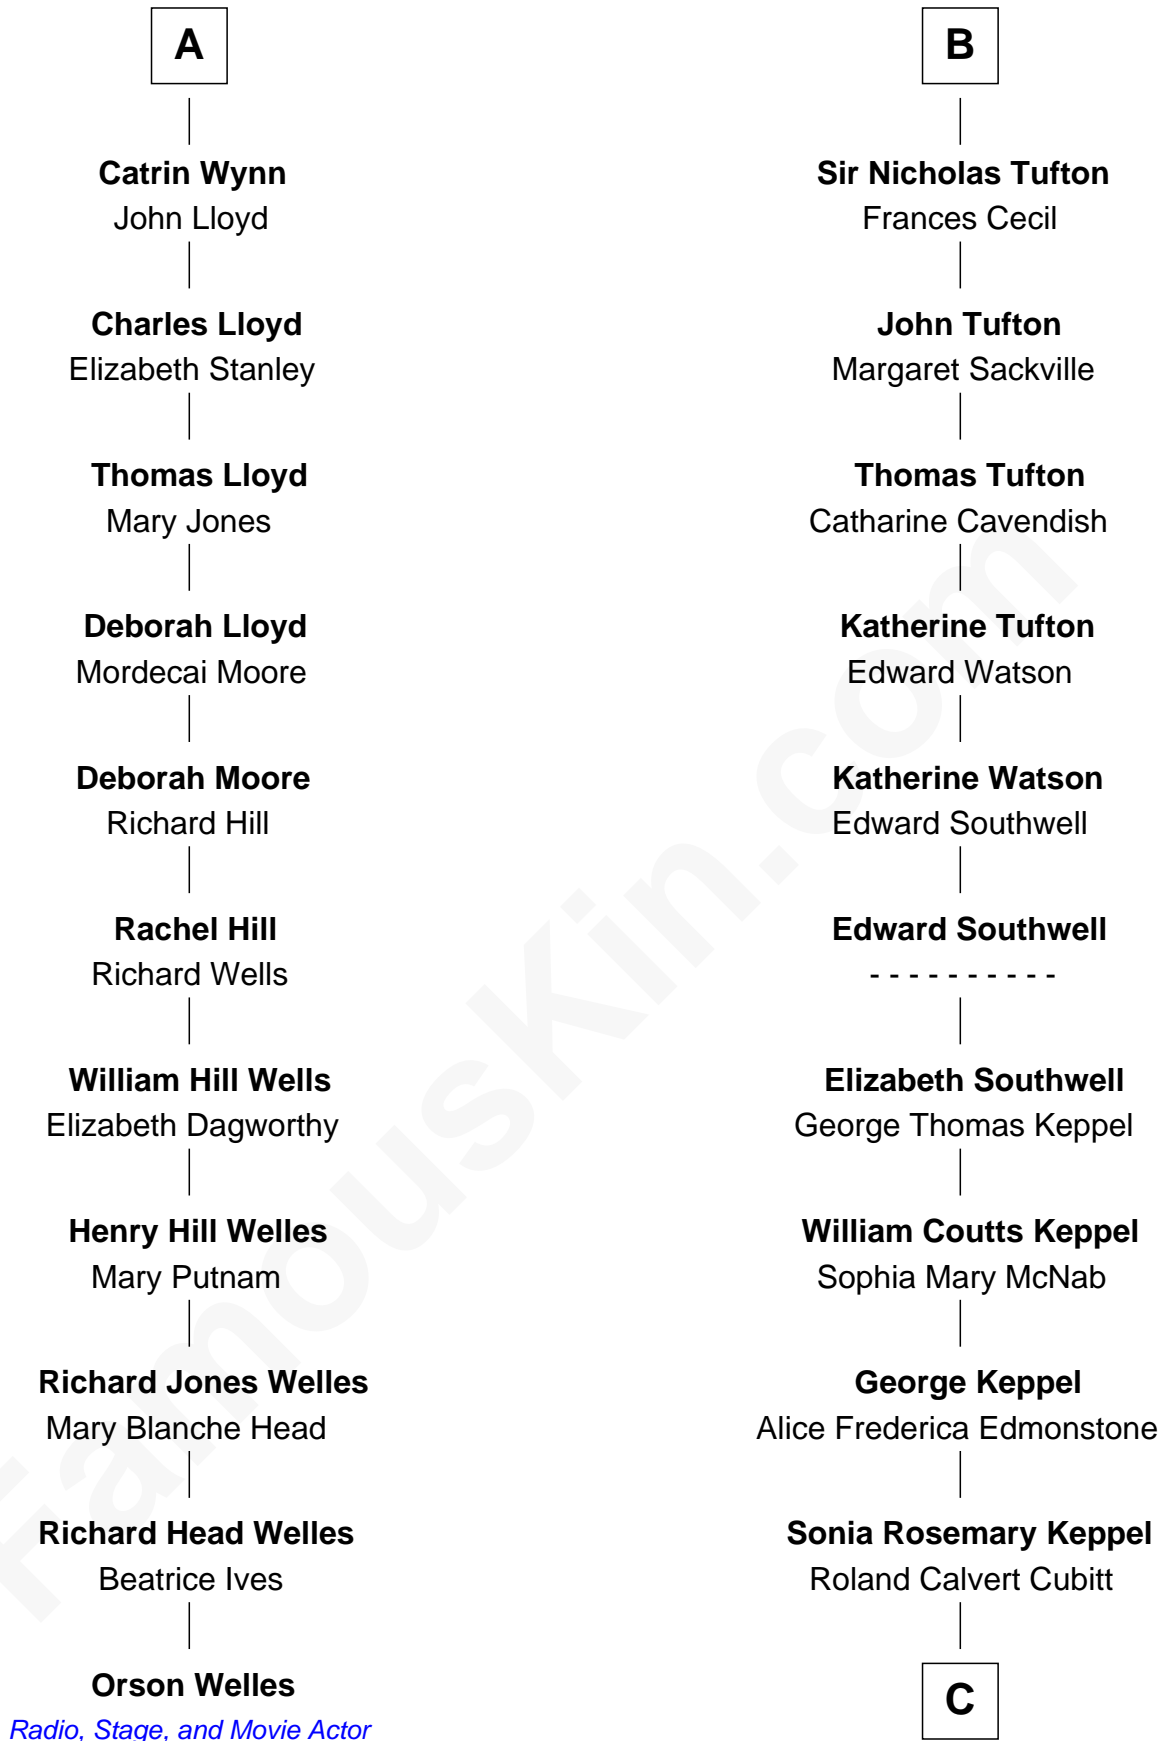 A
Catrin Wynn
John Lloyd
Charles Lloyd
Elizabeth Stanley
Thomas Lloyd
Mary Jones
Deborah Lloyd
Mordecai Moore
Deborah Moore
Richard Hill
Rachel Hill
Richard Wells
William Hill Wells
Elizabeth Dagworthy
Henry Hill Welles
Mary Putnam
Richard Jones Welles
Mary Blanche Head
Richard Head Welles
Beatrice Ives
Orson Welles
Radio, Stage, and Movie Actor
B
Sir Nicholas Tufton
Frances Cecil
John Tufton
Margaret Sackville
Thomas Tufton
Catharine Cavendish
Katherine Tufton
Edward Watson
Katherine Watson
Edward Southwell
Edward Southwell
- - - - - - - - - -
Elizabeth Southwell
George Thomas Keppel
William Coutts Keppel
Sophia Mary McNab
George Keppel
Alice Frederica Edmonstone
Sonia Rosemary Keppel
Roland Calvert Cubitt
C
FamousKin.com